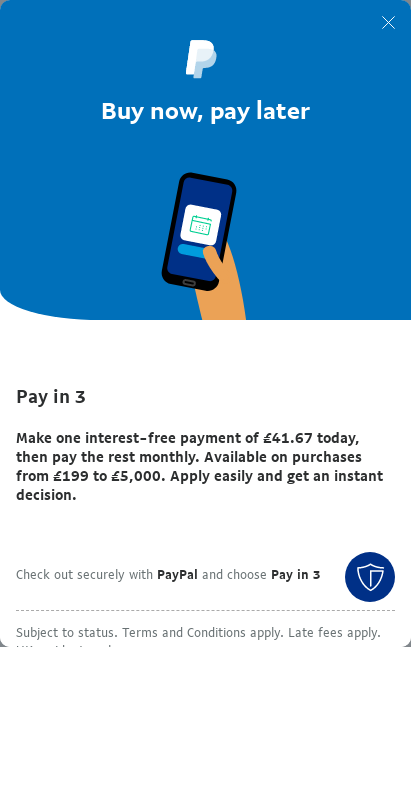 Buy now, pay later
Pay in 3
Make one interest-free payment of £41.67 today,
then pay the rest monthly. Available on purchases
from £199 to £5,000. Apply easily and get an instant
decision.
Check out securely with PayPal and choose Pay in 3
Subject to status. Terms and Conditions apply. Late fees apply.